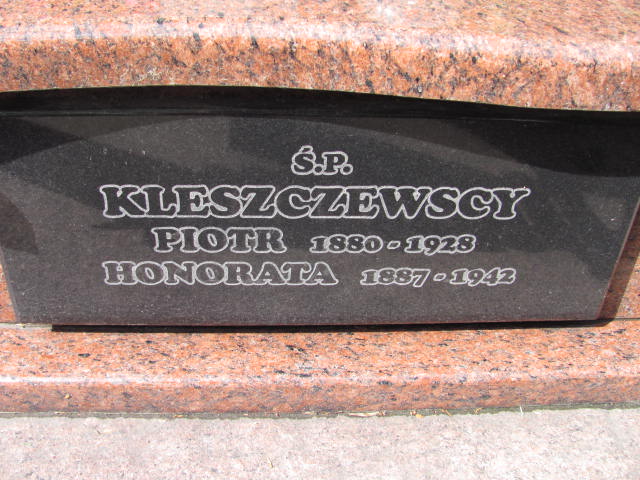 Ś.P.
KLESZCZEWSCY
PIOTR 1880 - 1928
HONORATA 1887 - 1942